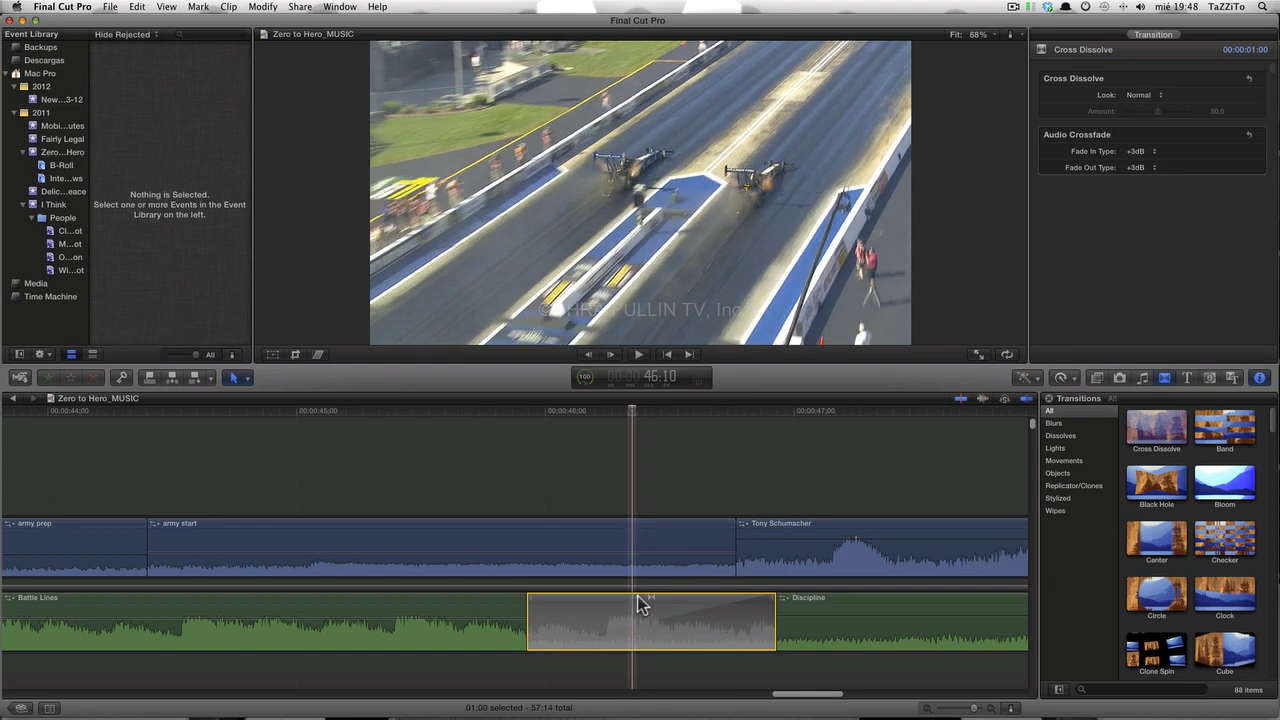 Final Cut Pro File Edit View Mark Clip Modify Share Window Help mié 19:48 TaZZiTo
Final Cut Pro
Event Library Hide Rejected
Zero to Hero_MUSIC Fit: 68%
Transition
Backups
Descargas
Mac Pro
2012
New...3-12
2011
Mobi...utes
Fairly Legal
Zero...Hero
B-Roll
Inte...ws
Delic...eace
I Think
People
Cl...ot
M...ot
O...on
Wi...ot
Media
Time Machine
Nothing is Selected.
Select one or more Events in the Event
Library on the left.
All
Cross Dissolve 00:00:01:00
Cross Dissolve
Look: Normal
Amount: 50,0
Audio Crossfade
Fade In Type: +3dB
Fade Out Type: +3dB
100 46:10
Zero to Hero_MUSIC
00:00:44;00 00:00:45;00 00:00:46;00 00:00:47;00
army prep army start Tony Schumacher
Battle Lines Discipline
Transitions All
All
Blurs
Dissolves
Lights
Movements
Objects
Replicator/Clones
Stylized
Wipes
Cross Dissolve Band
Black Hole Bloom
Center Checker
Circle Clock
Clone Spin Cube
88 items
01;00 selected - 57;14 total